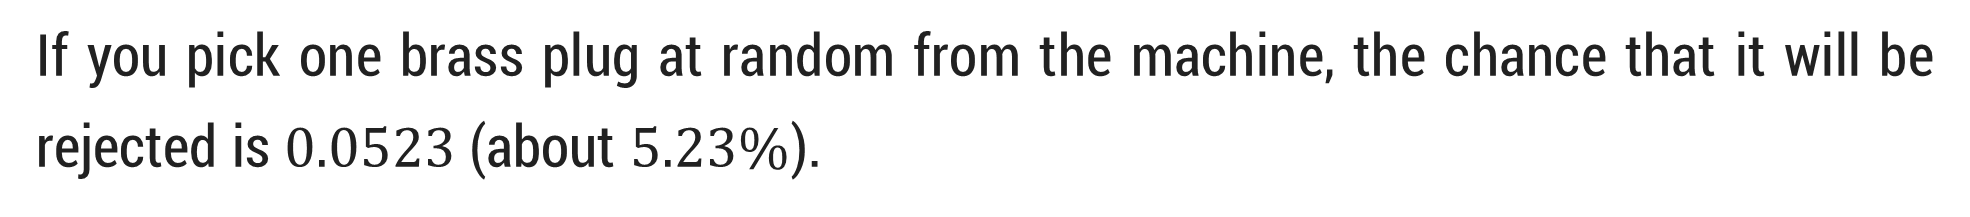 If you pick one brass plug at random from the machine, the chance that it will be
rejected is 0.0523 (about 5.23%).